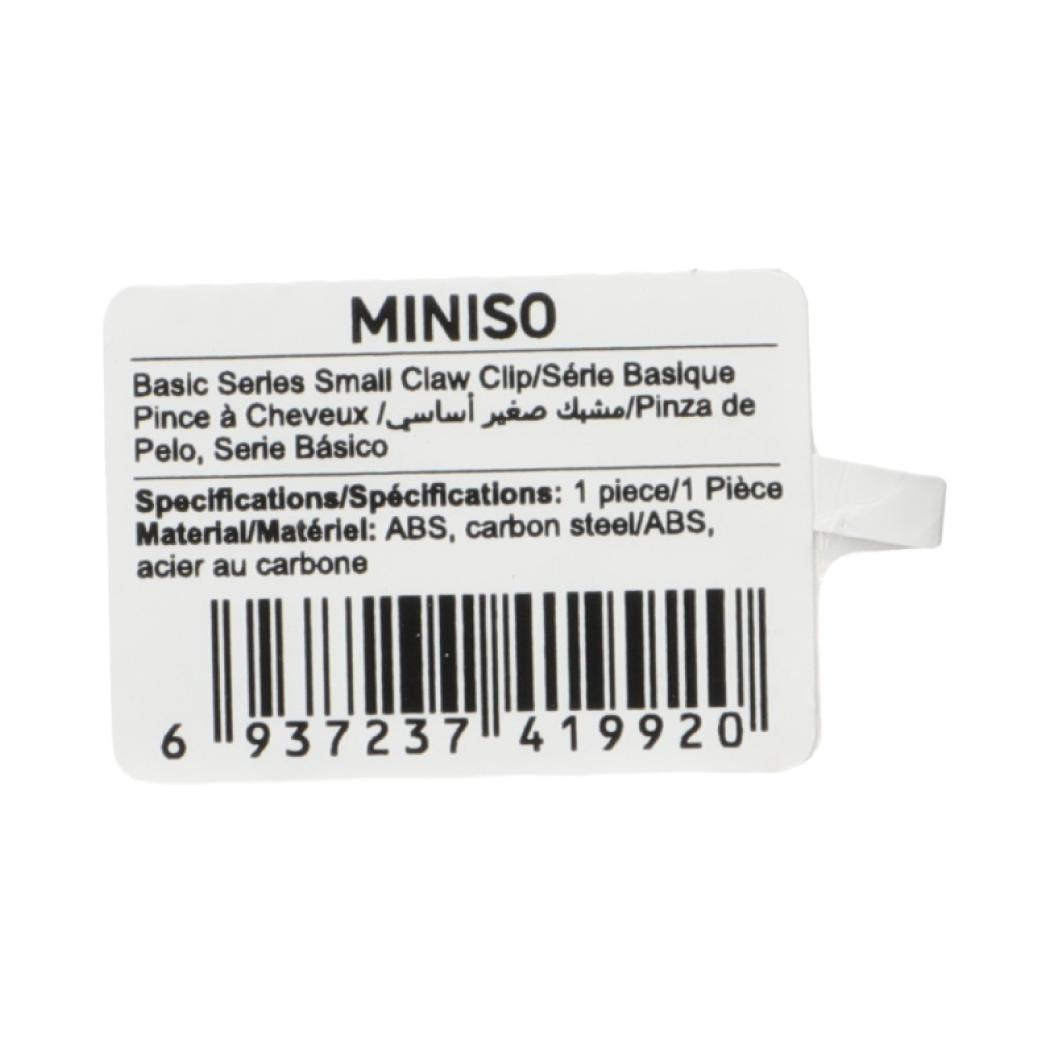 MINISO
Basic Series Small Claw Clip/Série Basique
Pince à Cheveux /مشبك صغير أساسي/Pinza de
Pelo, Serie Básico
Specifications/Spécifications: 1 piece/1 Pièce
Material/Matériel: ABS, carbon steel/ABS,
acier au carbone
6 937237 419920